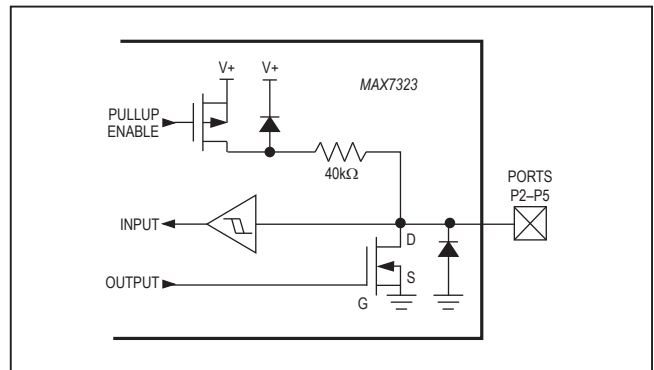 V+ V+
MAX7323
PULLUP
ENABLE
40kΩ
PORTS
P2–P5
INPUT
D
OUTPUT
S
G